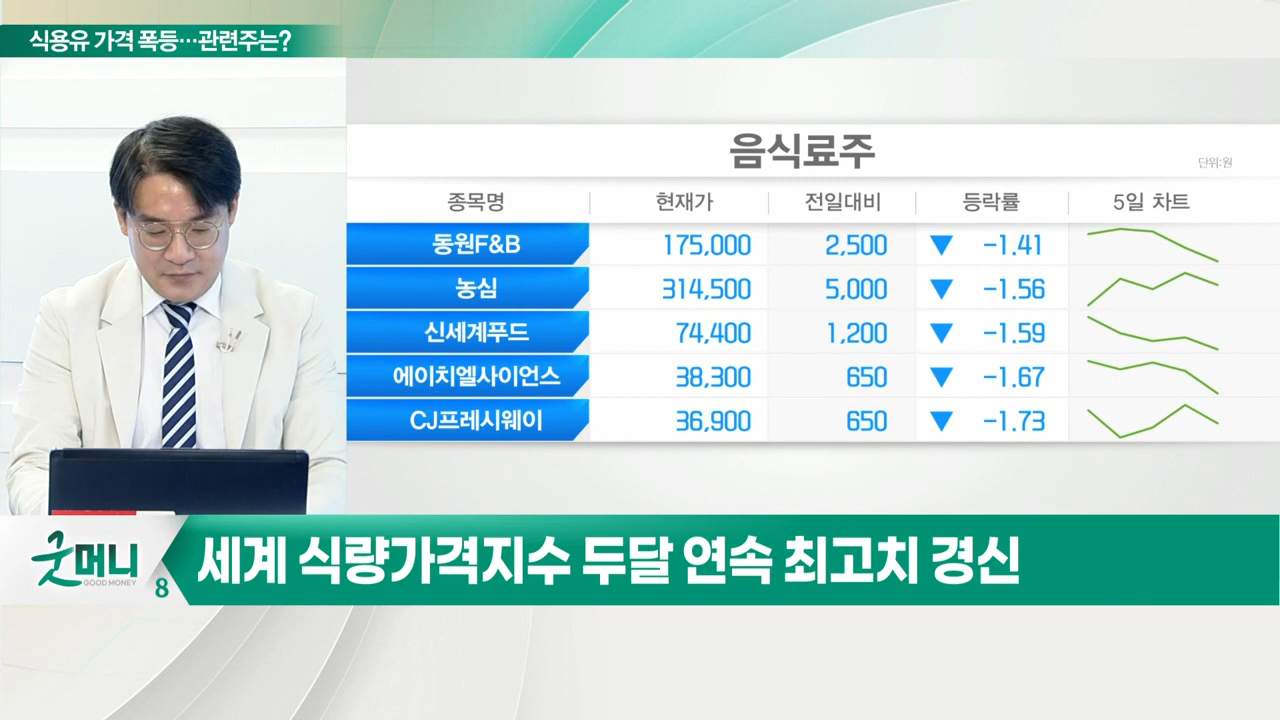 식용유 가격 폭등…관련주는?
음식료주
단위:원
종목명 현재가 전일대비 등락률 5일 차트
동원F&B 175,000 2,500 ▼ -1.41
농심 314,500 5,000 ▼ -1.56
신세계푸드 74,400 1,200 ▼ -1.59
에이치엘사이언스 38,300 650 ▼ -1.67
CJ프레시웨이 36,900 650 ▼ -1.73
굿머니
GOOD MONEY
8
세계 식량가격지수 두달 연속 최고치 경신